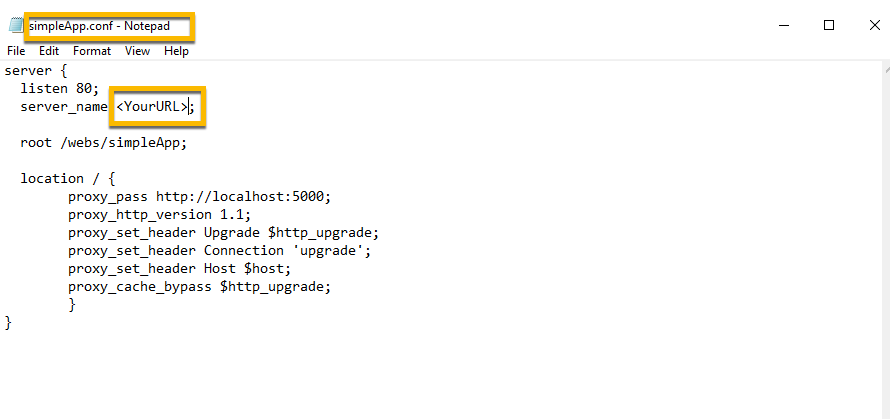 simpleApp.conf - Notepad
File Edit Format View Help
server {
listen 80;
server_name <YourURL>;
root /webs/simpleApp;
location / {
proxy_pass http://localhost:5000;
proxy_http_version 1.1;
proxy_set_header Upgrade $http_upgrade;
proxy_set_header Connection 'upgrade';
proxy_set_header Host $host;
proxy_cache_bypass $http_upgrade;
}
}